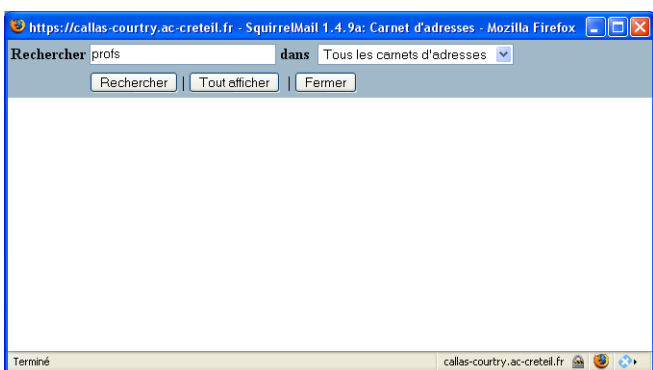 https://callas-courtry.ac-creteil.fr - SquirrelMail 1.4.9a: Carnet d'adresses - Mozilla Firefox
Rechercher profs dans Tous les carnets d'adresses
Rechercher | Tout afficher | Fermer
Terminé callas-courtry.ac-creteil.fr